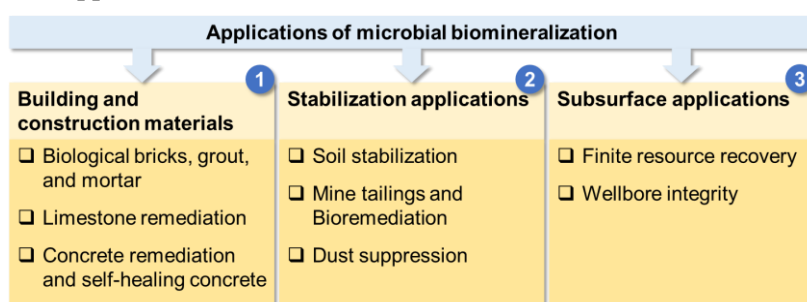 Applications of microbial biomineralization
1
Building and
construction materials
❑ Biological bricks, grout,
and mortar
❑ Limestone remediation
❑ Concrete remediation
and self-healing concrete
2
Stabilization applications
❑ Soil stabilization
❑ Mine tailings and
Bioremediation
❑ Dust suppression
3
Subsurface applications
❑ Finite resource recovery
❑ Wellbore integrity